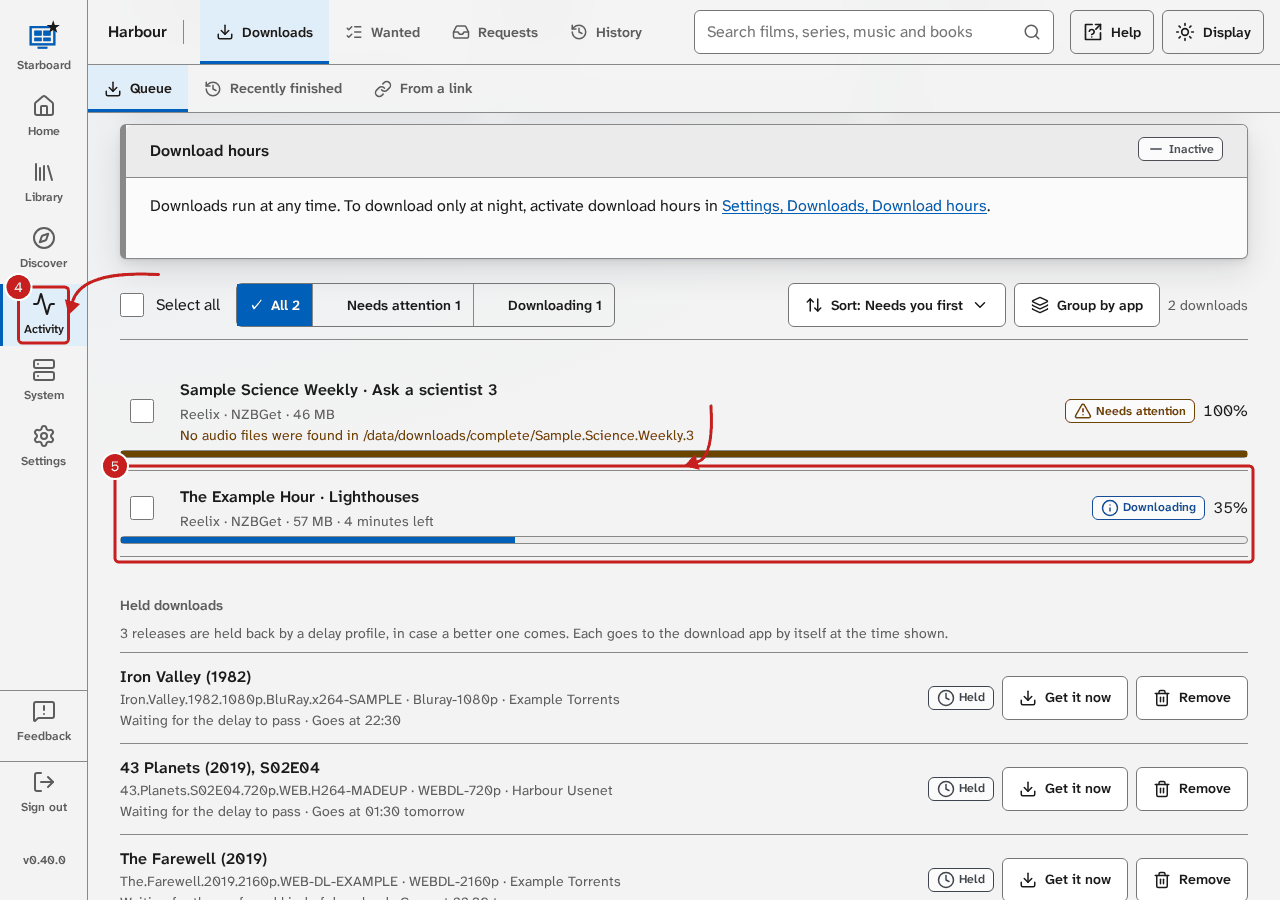 Starboard
Home
Library
Discover
4
Activity
System
Settings
Feedback
Sign out
v0.40.0
Harbour
Downloads
Wanted
Requests
History
Search films, series, music and books
Help
Display
Queue
Recently finished
From a link
Download hours
Inactive
Downloads run at any time. To download only at night, activate download hours in Settings, Downloads, Download hours.
Select all
✓ All 2
Needs attention 1
Downloading 1
Sort: Needs you first
Group by app
2 downloads
Sample Science Weekly · Ask a scientist 3
Reelix · NZBGet · 46 MB
No audio files were found in /data/downloads/complete/Sample.Science.Weekly.3
Needs attention
100%
5
The Example Hour · Lighthouses
Reelix · NZBGet · 57 MB · 4 minutes left
Downloading
35%
Held downloads
3 releases are held back by a delay profile, in case a better one comes. Each goes to the download app by itself at the time shown.
Iron Valley (1982)
Iron.Valley.1982.1080p.BluRay.x264-SAMPLE · Bluray-1080p · Example Torrents
Waiting for the delay to pass · Goes at 22:30
Held
Get it now
Remove
43 Planets (2019), S02E04
43.Planets.S02E04.720p.WEB.H264-MADEUP · WEBDL-720p · Harbour Usenet
Waiting for the delay to pass · Goes at 01:30 tomorrow
Held
Get it now
Remove
The Farewell (2019)
The.Farewell.2019.2160p.WEB-DL-EXAMPLE · WEBDL-2160p · Example Torrents
Held
Get it now
Remove